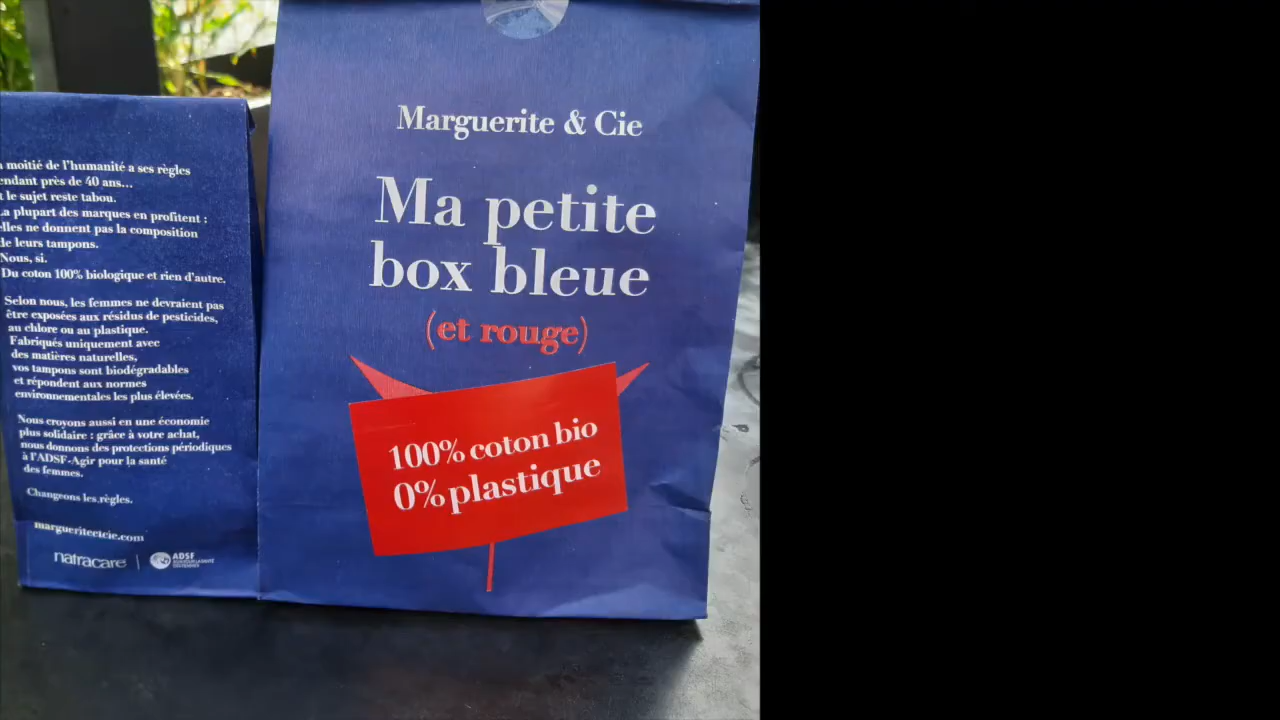 moitié de l'humanité a ses règles
endant près de 40 ans...
le sujet reste tabou.
a plupart des marques en profitent :
elles ne donnent pas la composition
de leurs tampons.
Nous, si.
Du coton 100% biologique et rien d'autre.
Selon nous, les femmes ne devraient pas
être exposées aux résidus de pesticides,
au chlore ou au plastique.
Fabriqués uniquement avec
des matières naturelles,
vos tampons sont biodégradables
et répondent aux normes
environnementales les plus élevées.
Nous croyons aussi en une économie
plus solidaire : grâce à votre achat,
nous donnons des protections périodiques
à l'ADSF-Agir pour la santé
des femmes.
Changeons les règles.
margueriteetcie.com
natracare | ADSF
Marguerite & Cie
Ma petite
box bleue
(et rouge)
100% coton bio
0% plastique